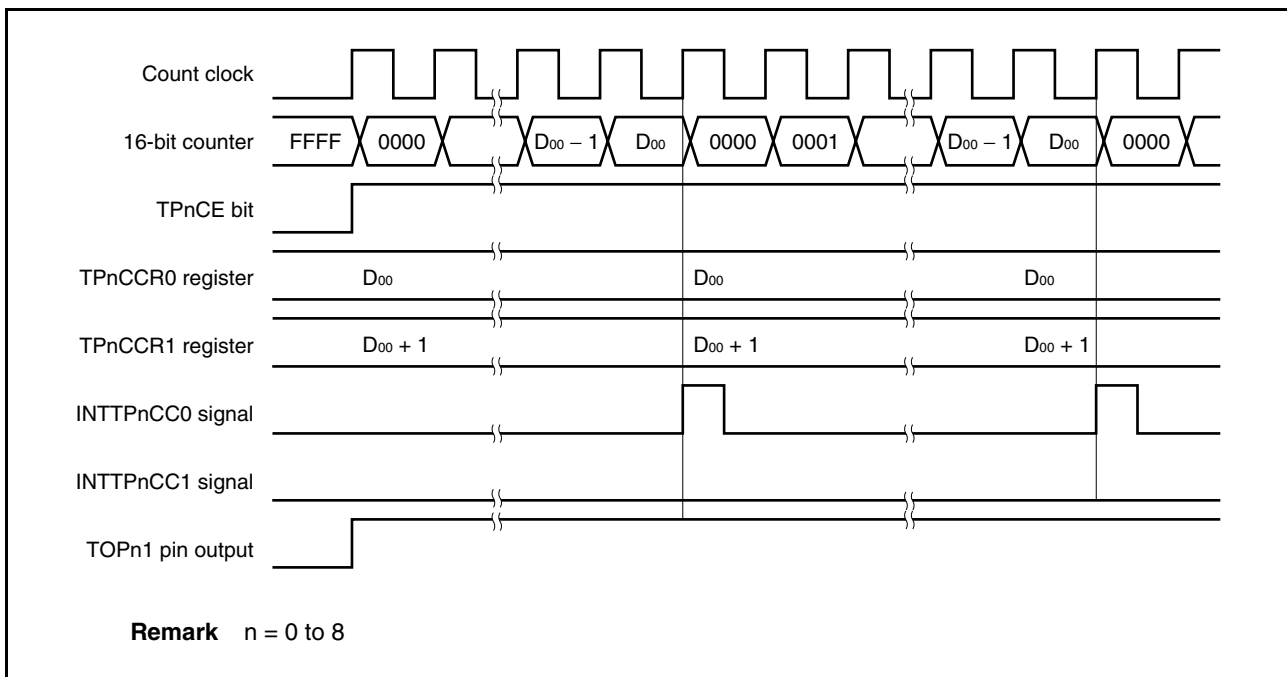 Count clock
16-bit counter FFFF 0000 D00 − 1 D00 0000 0001 D00 − 1 D00 0000
TPnCE bit
TPnCCR0 register D00 D00 D00
TPnCCR1 register D00 + 1 D00 + 1 D00 + 1
INTTPnCC0 signal
INTTPnCC1 signal
TOPn1 pin output
Remark n = 0 to 8